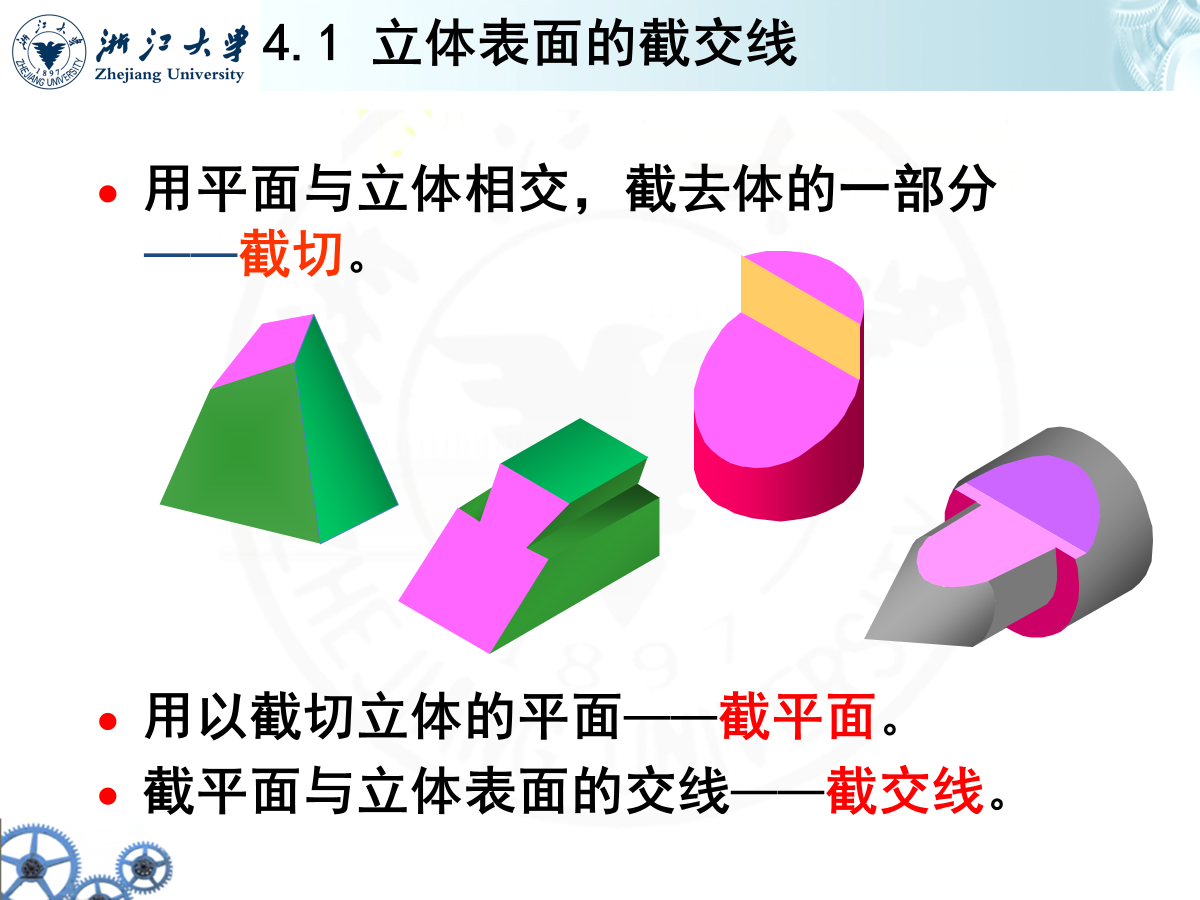 浙江大学
Zhejiang University
4.1 立体表面的截交线
用平面与立体相交，截去体的一部分
——截切。
用以截切立体的平面——截平面。
截平面与立体表面的交线——截交线。